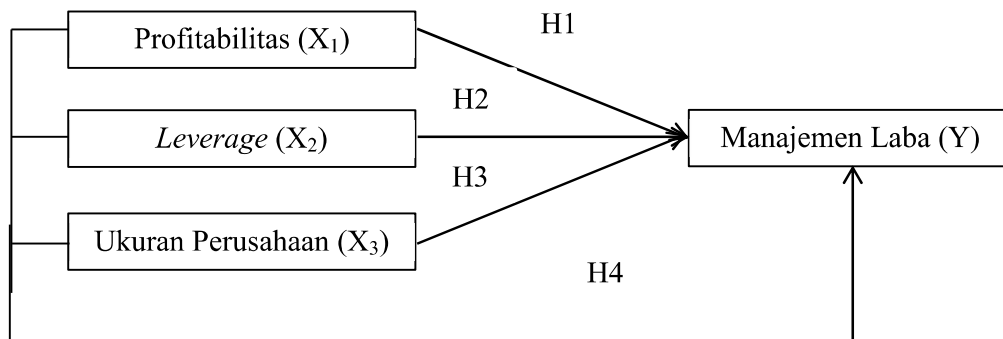 Profitabilitas (X₁)
H1
H2
Leverage (X₂)
Manajemen Laba (Y)
H3
Ukuran Perusahaan (X₃)
H4